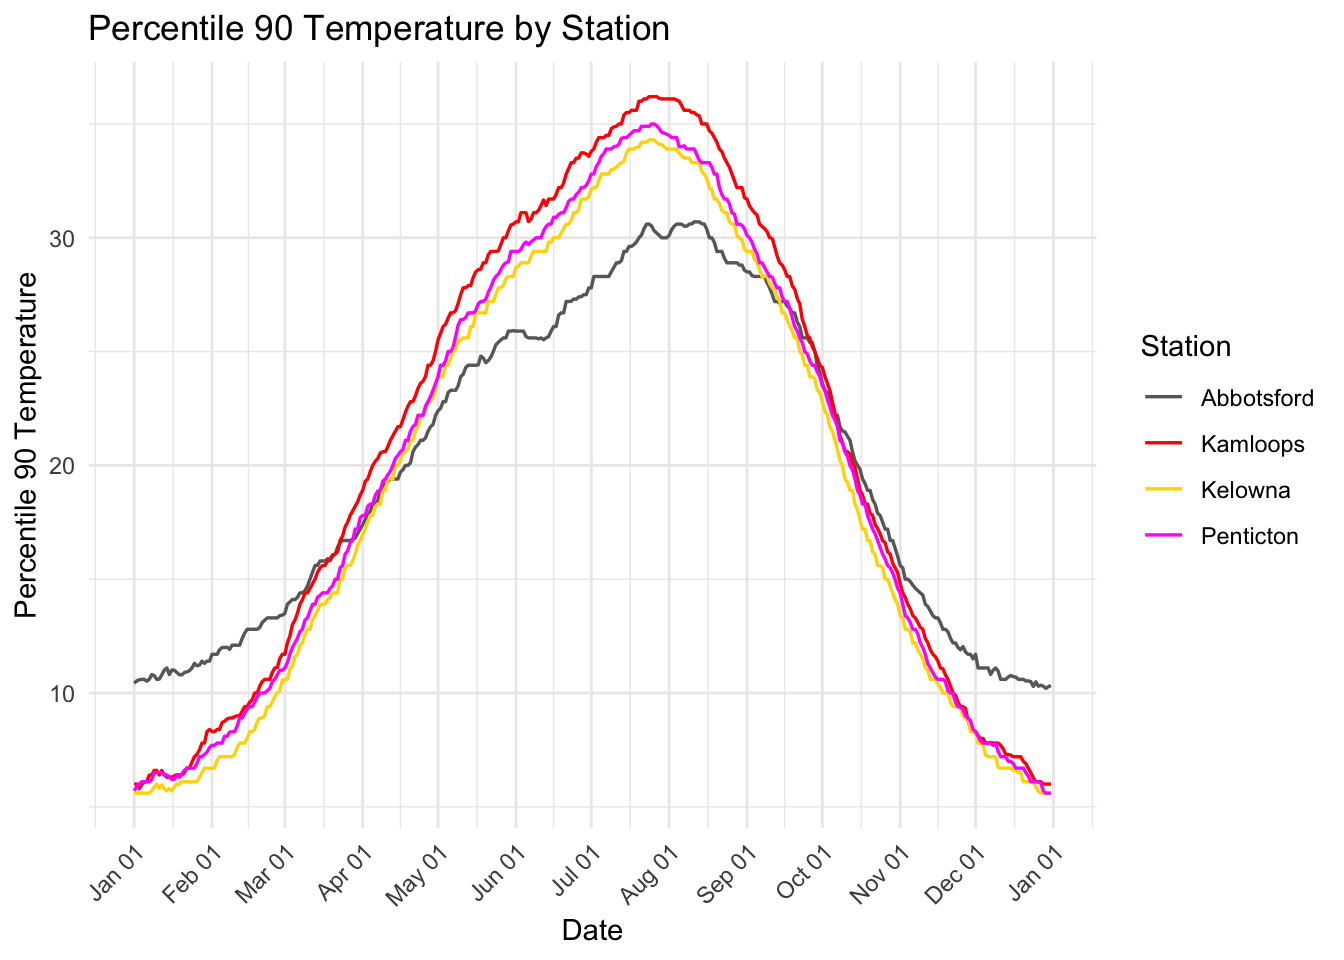 Percentile 90 Temperature by Station
Percentile 90 Temperature
30
20
10
Jan 01
Feb 01
Mar 01
Apr 01
May 01
Jun 01
Jul 01
Aug 01
Sep 01
Oct 01
Nov 01
Dec 01
Jan 01
Date
Station
Abbotsford
Kamloops
Kelowna
Penticton